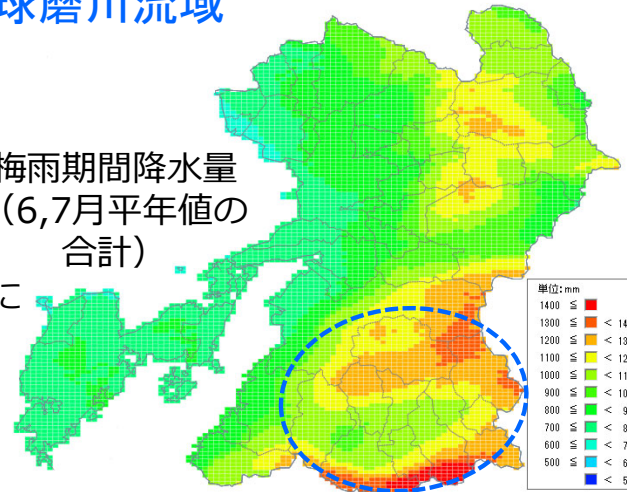 球磨川流域
梅雨期間降水量
（6,7月平年値の
合計）
に
単位:mm
1400 ≦
1300 ≦ < 14
1200 ≦ < 13
1100 ≦ < 12
1000 ≦ < 11
900 ≦ < 10
800 ≦ < 9
700 ≦ < 8
600 ≦ < 7
500 ≦ < 6
< 5